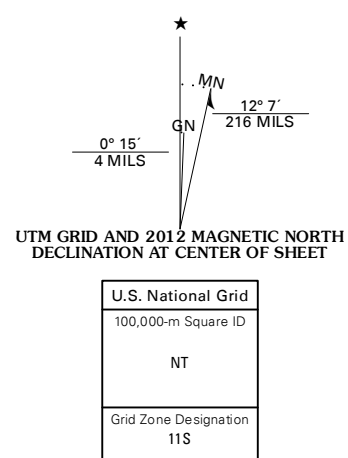 ★
MN
GN
12° 7´
216 MILS
0° 15´
4 MILS
UTM GRID AND 2012 MAGNETIC NORTH
DECLINATION AT CENTER OF SHEET
U.S. National Grid
100,000-m Square ID
NT
Grid Zone Designation
11S